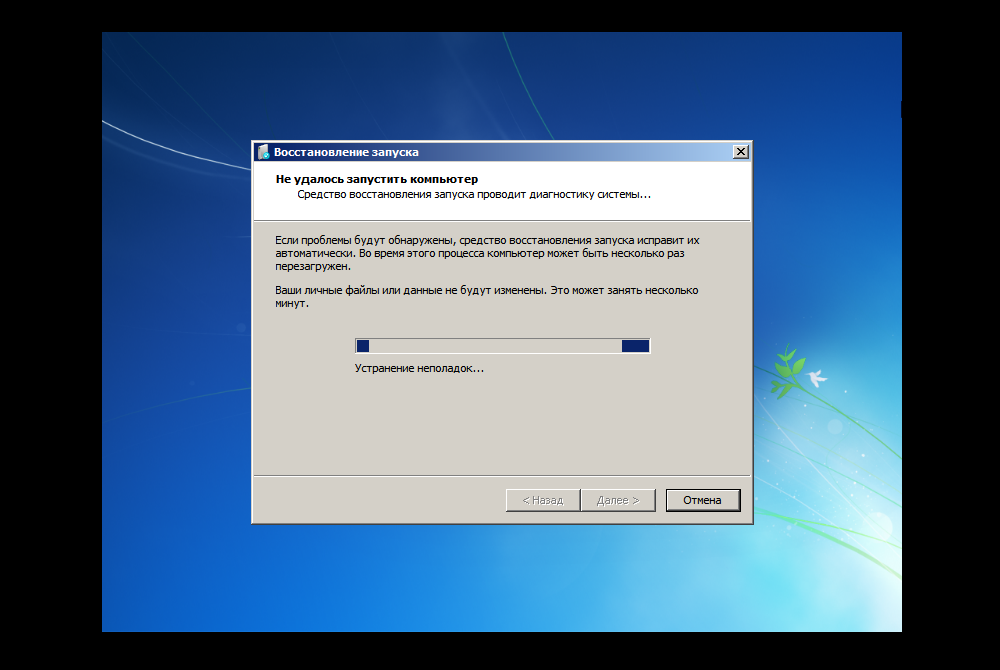 Восстановление запуска
Не удалось запустить компьютер
Средство восстановления запуска проводит диагностику системы...
Если проблемы будут обнаружены, средство восстановления запуска исправит их
автоматически. Во время этого процесса компьютер может быть несколько раз
перезагружен.
Ваши личные файлы или данные не будут изменены. Это может занять несколько
минут.
Устранение неполадок...
< Назад
Далее >
Отмена